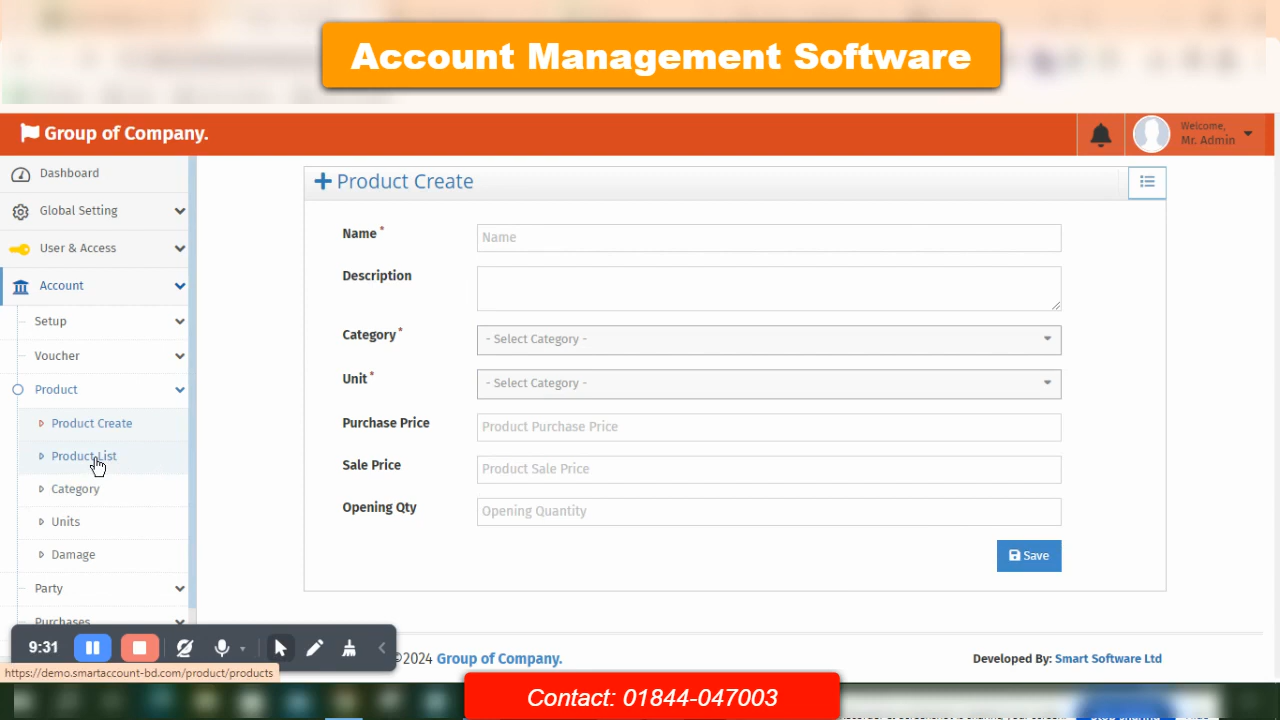 Account Management Software
Group of Company.
Welcome,
Mr. Admin
Dashboard
Global Setting
User & Access
Account
Setup
Voucher
Product
Product Create
Product List
Category
Units
Damage
Party
Purchases
Product Create
Name *
Name
Description
Category *
- Select Category -
Unit *
- Select Category -
Purchase Price
Product Purchase Price
Sale Price
Product Sale Price
Opening Qty
Opening Quantity
Save
9:31
©2024 Group of Company.
Developed By: Smart Software Ltd
https://demo.smartaccount-bd.com/product/products
Contact: 01844-047003